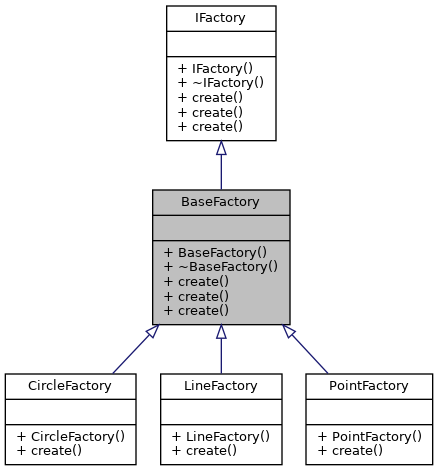 IFactory
+ IFactory()
+ ~IFactory()
+ create()
+ create()
+ create()
BaseFactory
+ BaseFactory()
+ ~BaseFactory()
+ create()
+ create()
+ create()
CircleFactory
+ CircleFactory()
+ create()
LineFactory
+ LineFactory()
+ create()
PointFactory
+ PointFactory()
+ create()